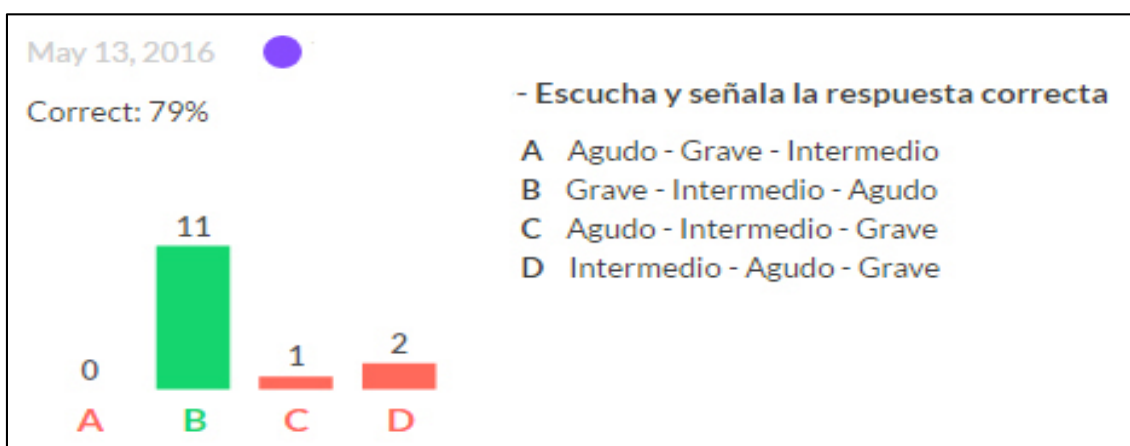 May 13, 2016
Correct: 79%
- Escucha y señala la respuesta correcta
A Agudo - Grave - Intermedio
B Grave - Intermedio - Agudo
C Agudo - Intermedio - Grave
D Intermedio - Agudo - Grave
0 11 1 2
A B C D